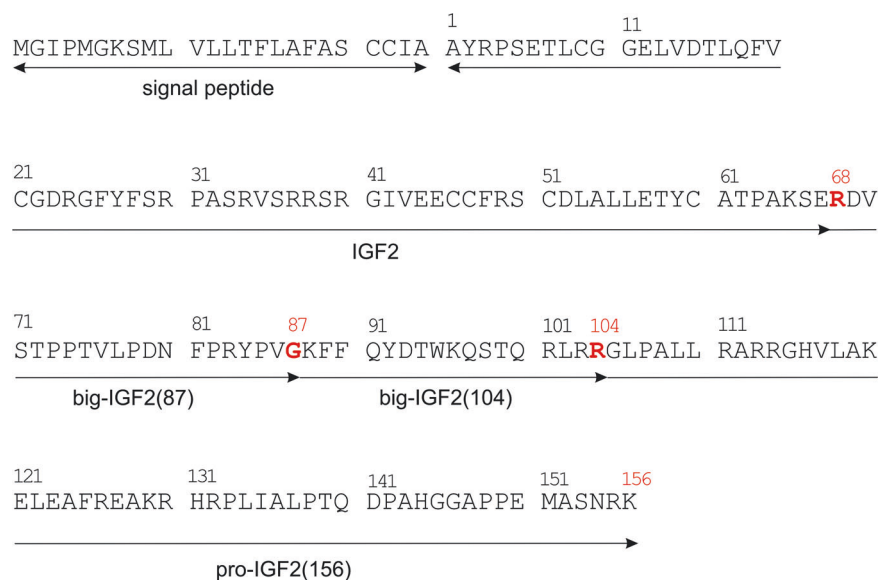 1 11
MGIPMGKSML VLLTFLAFAS CCIA AYRPSETLCG GELVDTLQFV
signal peptide
21 31 41 51 61 68
CGDRGFYFSR PASRVSRRSR GIVEECCFRS CDLALLETYC ATPAKSERDV
IGF2
71 81 87 91 101 104 111
STPPTVLPDN FPRYPVGKFF QYDTWKQSTQ RLRRGLPALL RARRGHVLAK
big-IGF2(87) big-IGF2(104)
121 131 141 151 156
ELEAFREAKR HRPLIALPTQ DPAHGGAPPE MASNRK
pro-IGF2(156)